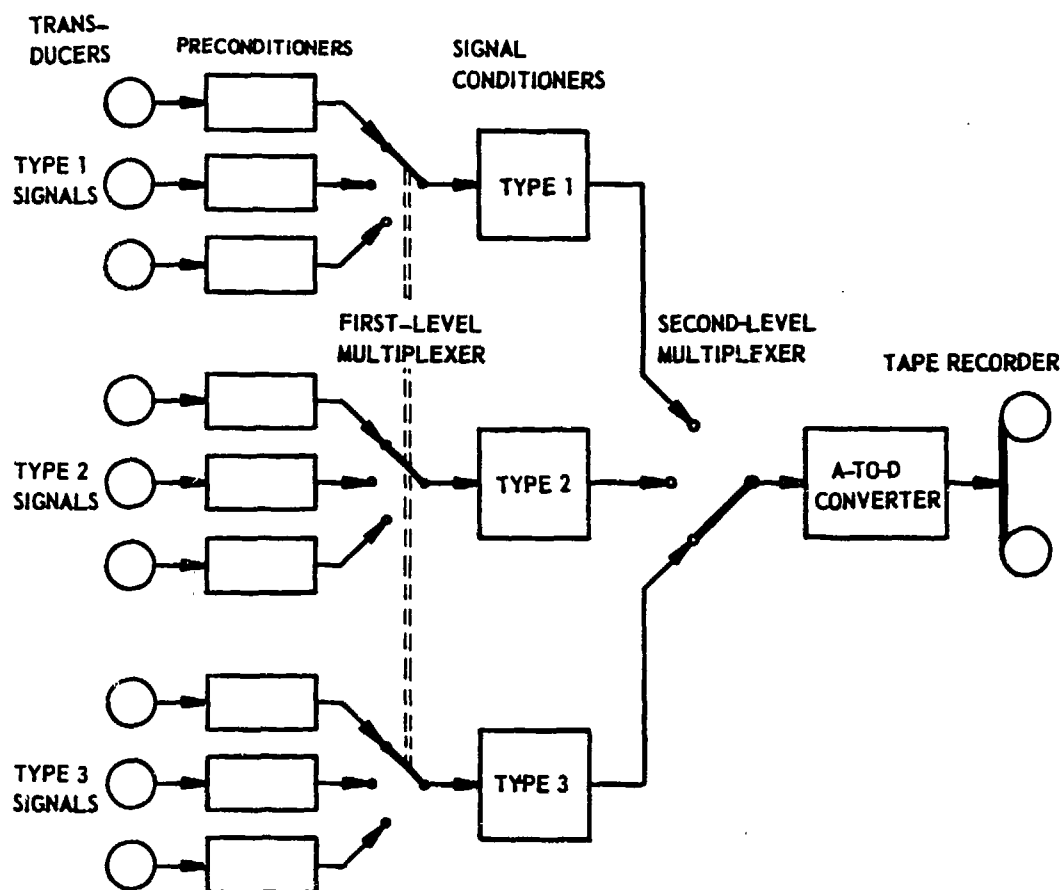 TRANS-
DUCERS
PRECONDITIONERS
SIGNAL
CONDITIONERS
TYPE 1
SIGNALS
TYPE 1
FIRST-LEVEL
MULTIPLEXER
SECOND-LEVEL
MULTIPLEXER
TAPE RECORDER
TYPE 2
SIGNALS
TYPE 2
A-TO-D
CONVERTER
TYPE 3
SIGNALS
TYPE 3